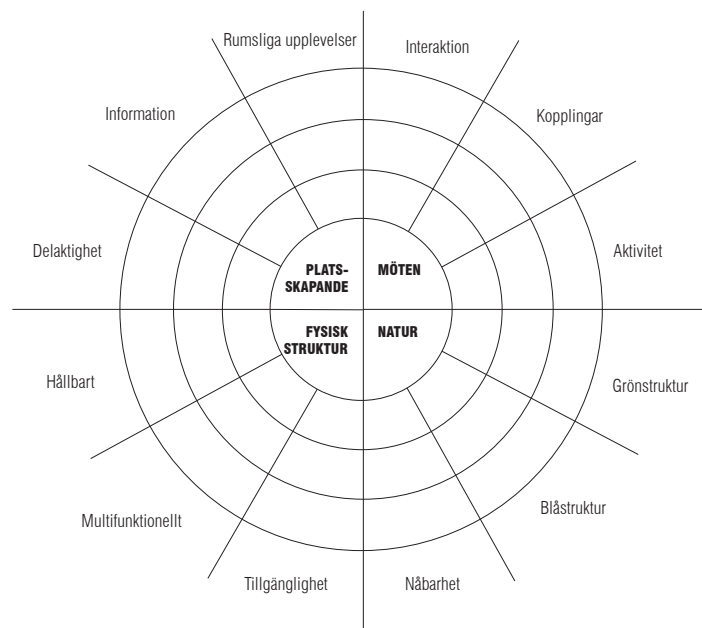 Rumsliga upplevelser
Interaktion
Information
Kopplingar
Delaktighet
Aktivitet
PLATS-
SKAPANDE
MÖTEN
FYSISK
STRUKTUR
NATUR
Hållbart
Grönstruktur
Multifunktionellt
Blåstruktur
Tillgänglighet
Nåbarhet